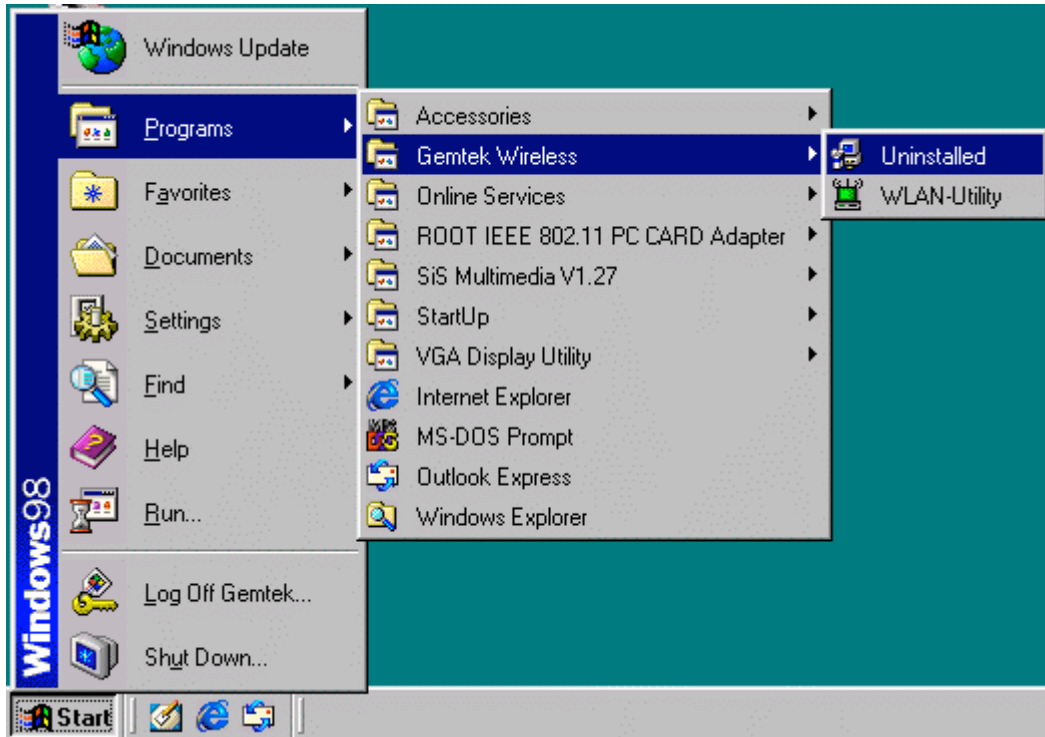 Windows Update
Programs
Favorites
Documents
Settings
Find
Help
Run...
Log Off Gemtek...
Shut Down...
Windows98
Accessories
Gemtek Wireless
Online Services
ROOT IEEE 802.11 PC CARD Adapter
SiS Multimedia V1.27
StartUp
VGA Display Utility
Internet Explorer
MS-DOS Prompt
Outlook Express
Windows Explorer
Uninstalled
WLAN-Utility
Start